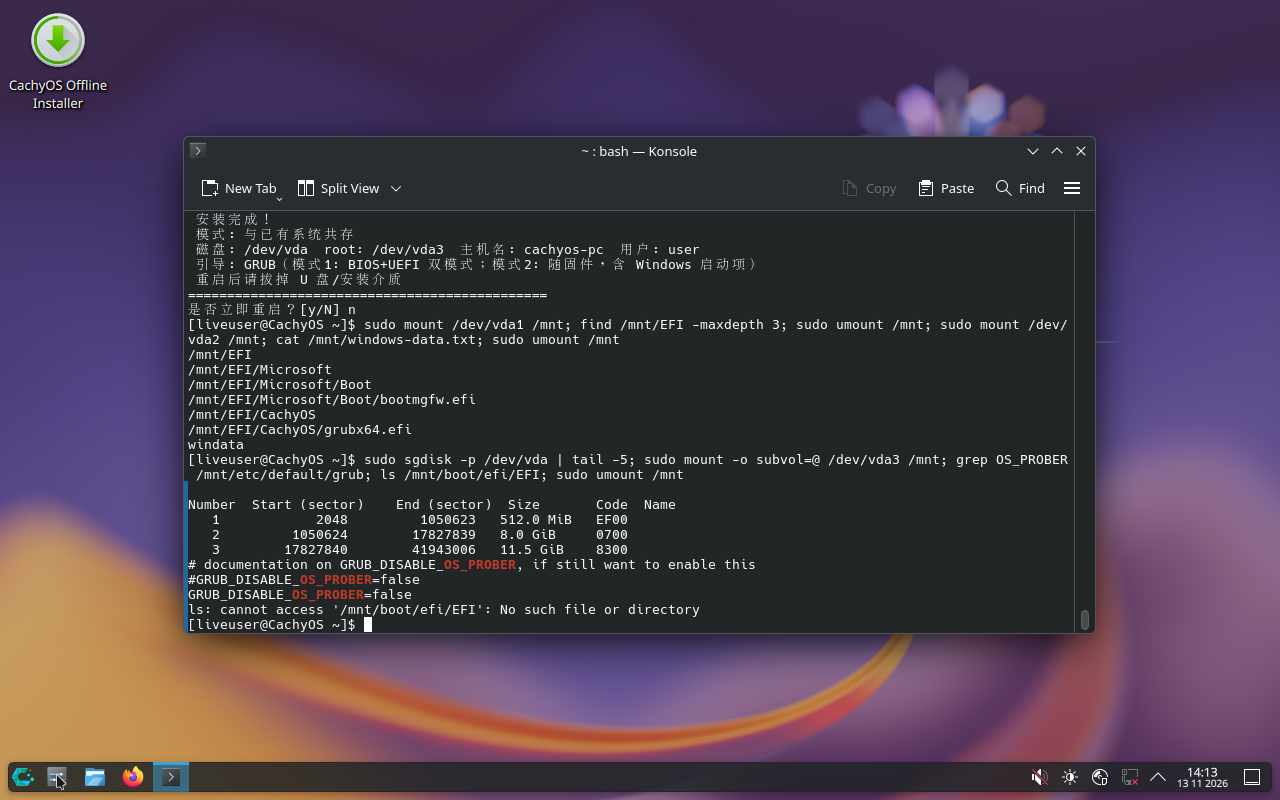 CachyOS Offline
Installer
~ : bash — Konsole
New Tab
Split View
Copy
Paste
Find
安装完成！
模式: 与已有系统共存
磁盘: /dev/vda  root: /dev/vda3  主机名: cachyos-pc  用户: user
引导: GRUB（模式1: BIOS+UEFI 双模式；模式2: 随固件，含 Windows 启动项）
重启后请拔掉 U 盘/安装介质
==============================================
是否立即重启？[y/N] n
[liveuser@CachyOS ~]$ sudo mount /dev/vda1 /mnt; find /mnt/EFI -maxdepth 3; sudo umount /mnt; sudo mount /dev/
vda2 /mnt; cat /mnt/windows-data.txt; sudo umount /mnt
/mnt/EFI
/mnt/EFI/Microsoft
/mnt/EFI/Microsoft/Boot
/mnt/EFI/Microsoft/Boot/bootmgfw.efi
/mnt/EFI/CachyOS
/mnt/EFI/CachyOS/grubx64.efi
windata
[liveuser@CachyOS ~]$ sudo sgdisk -p /dev/vda | tail -5; sudo mount -o subvol=@ /dev/vda3 /mnt; grep OS_PROBER
/mnt/etc/default/grub; ls /mnt/boot/efi/EFI; sudo umount /mnt
Number  Start (sector)    End (sector)  Size       Code  Name
1            2048         1050623   512.0 MiB   EF00
2         1050624        17827839   8.0 GiB     0700
3        17827840        41943006   11.5 GiB    8300
# documentation on GRUB_DISABLE_OS_PROBER, if still want to enable this
#GRUB_DISABLE_OS_PROBER=false
GRUB_DISABLE_OS_PROBER=false
ls: cannot access '/mnt/boot/efi/EFI': No such file or directory
[liveuser@CachyOS ~]$
14:13
13 11 2026